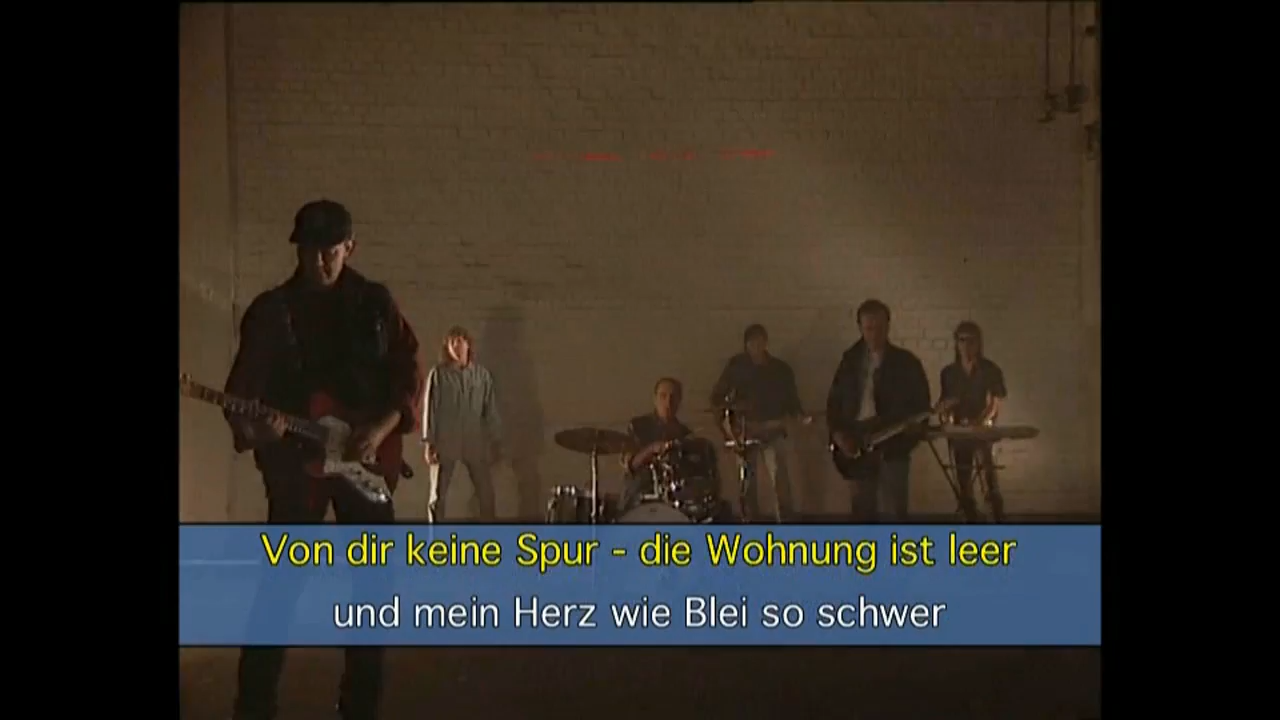 Von dir keine Spur - die Wohnung ist leer
und mein Herz wie Blei so schwer